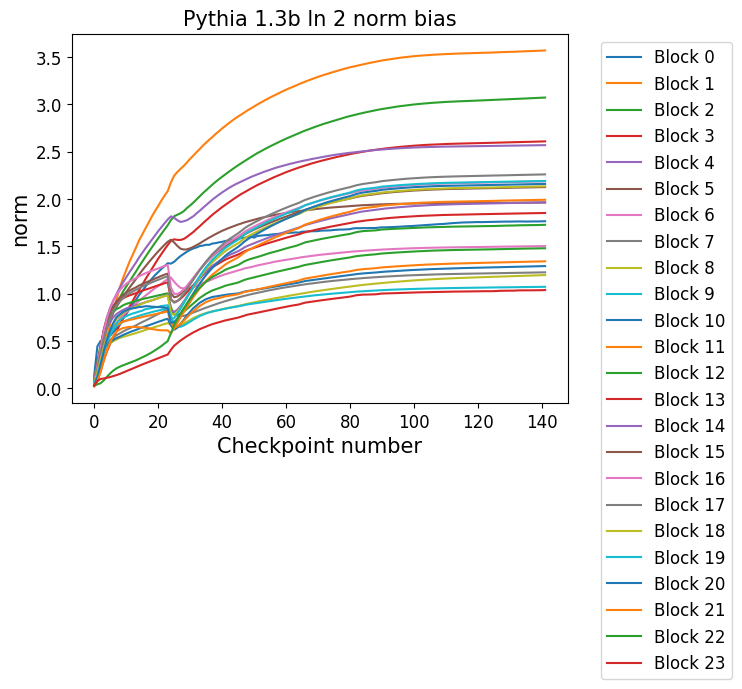 Pythia 1.3b ln 2 norm bias
norm
3.5
3.0
2.5
2.0
1.5
1.0
0.5
0.0
0 20 40 60 80 100 120 140
Checkpoint number
Block 0
Block 1
Block 2
Block 3
Block 4
Block 5
Block 6
Block 7
Block 8
Block 9
Block 10
Block 11
Block 12
Block 13
Block 14
Block 15
Block 16
Block 17
Block 18
Block 19
Block 20
Block 21
Block 22
Block 23